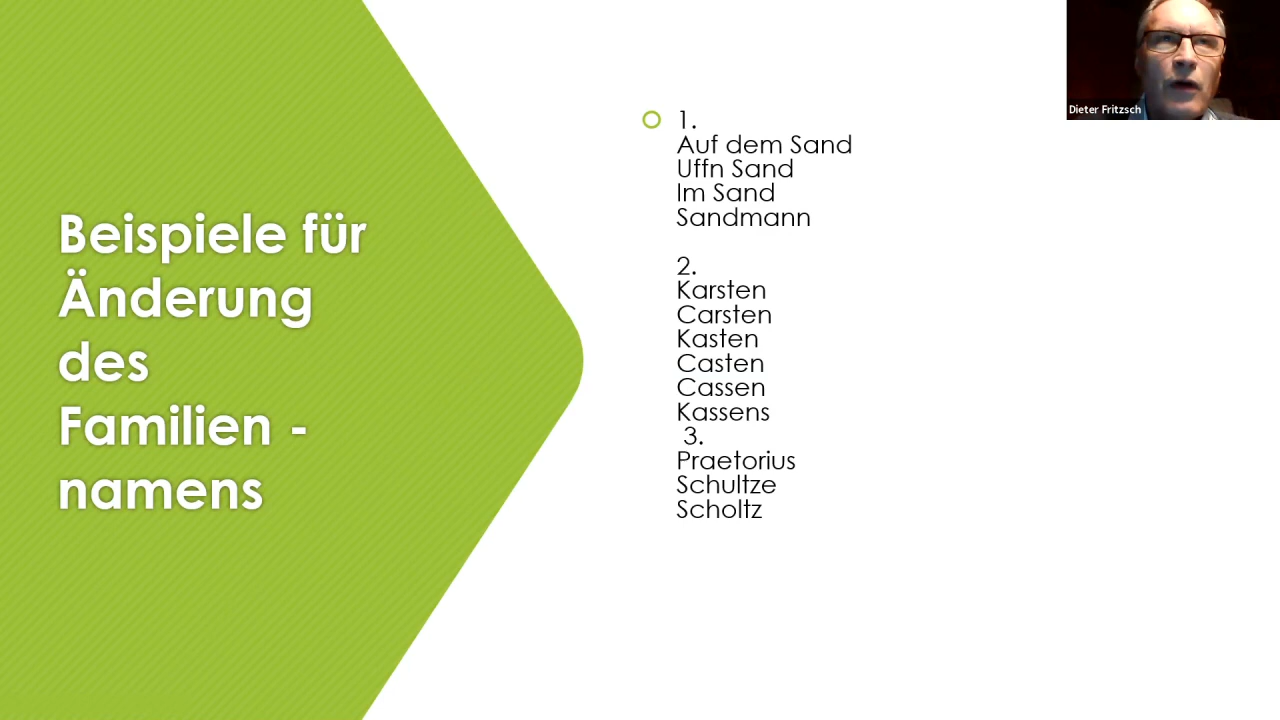 Beispiele für
Änderung
des
Familien -
namens
1.
Auf dem Sand
Uffn Sand
Im Sand
Sandmann
2.
Karsten
Carsten
Kasten
Casten
Cassen
Kassens
3.
Praetorius
Schultze
Scholtz
Dieter Fritzsch